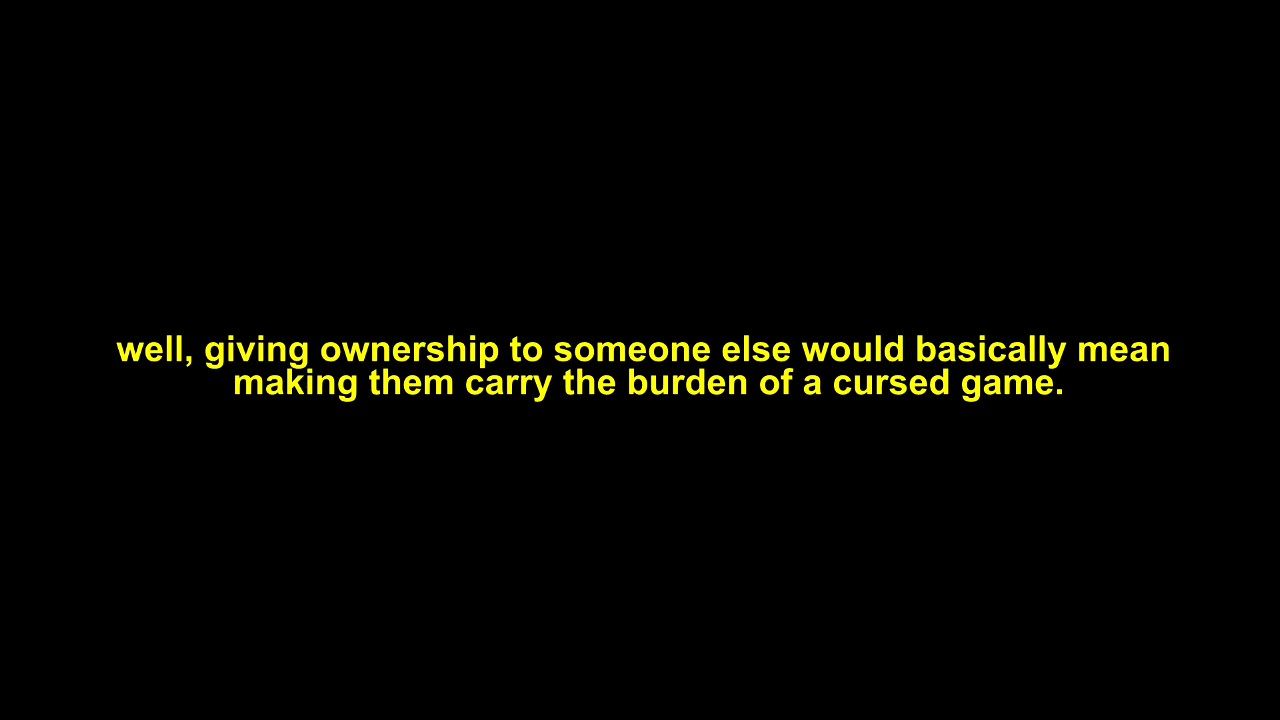 well, giving ownership to someone else would basically mean
making them carry the burden of a cursed game.